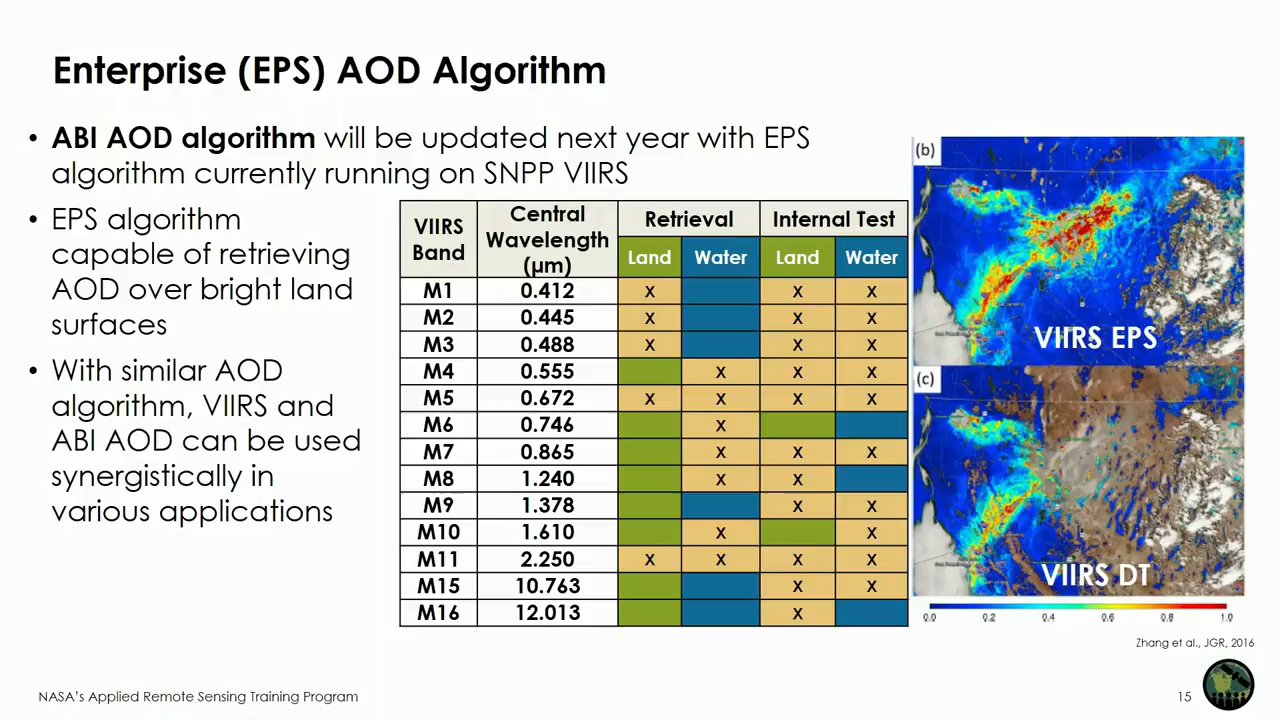 Enterprise (EPS) AOD Algorithm
• ABI AOD algorithm will be updated next year with EPS
algorithm currently running on SNPP VIIRS
• EPS algorithm
capable of retrieving
AOD over bright land
surfaces
• With similar AOD
algorithm, VIIRS and
ABI AOD can be used
synergistically in
various applications
VIIRS Band Central Wavelength (µm) Retrieval Internal Test
Land Water Land Water
M1 0.412 x x x
M2 0.445 x x x
M3 0.488 x x x
M4 0.555 x x x
M5 0.672 x x x x
M6 0.746 x
M7 0.865 x x x
M8 1.240 x x
M9 1.378 x x
M10 1.610 x x
M11 2.250 x x x x
M15 10.763 x x
M16 12.013 x
(b)
VIIRS EPS
(c)
VIIRS DT
0.0 0.2 0.4 0.6 0.8 1.0
Zhang et al., JGR, 2016
NASA's Applied Remote Sensing Training Program
15